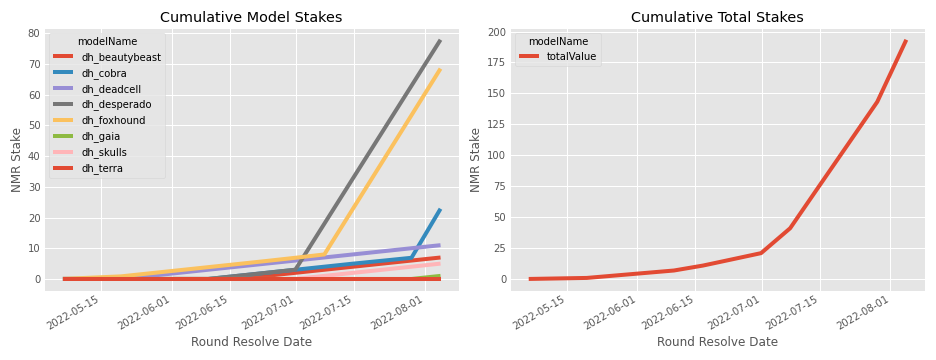 Cumulative Model Stakes
NMR Stake
80
70
60
50
40
30
20
10
0
modelName
dh_beautybeast
dh_cobra
dh_deadcell
dh_desperado
dh_foxhound
dh_gaia
dh_skulls
dh_terra
2022-05-15
2022-06-01
2022-06-15
2022-07-01
2022-07-15
2022-08-01
Round Resolve Date
Cumulative Total Stakes
NMR Stake
200
175
150
125
100
75
50
25
0
modelName
totalValue
2022-05-15
2022-06-01
2022-06-15
2022-07-01
2022-07-15
2022-08-01
Round Resolve Date